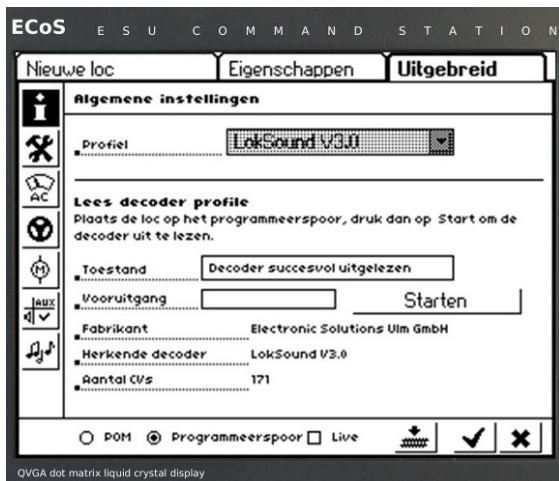 ECoS ESU COMMAND STATION
Nieuwe loc Eigenschappen Uitgebreid
Algemene instellingen
Profiel LokSound V3.0
AC
Lees decoder profile
Plaats de loc op het programmeerspoor, druk dan op Start om de
decoder uit te lezen.
M
Toestand Decoder succesvol uitgelezen
AUX
Vooruitgang Starten
Fabrikant Electronic Solutions Ulm GmbH
Herkende decoder LokSound V3.0
Aantal CVs 171
POM Programmeerspoor Live
QVGA dot matrix liquid crystal display